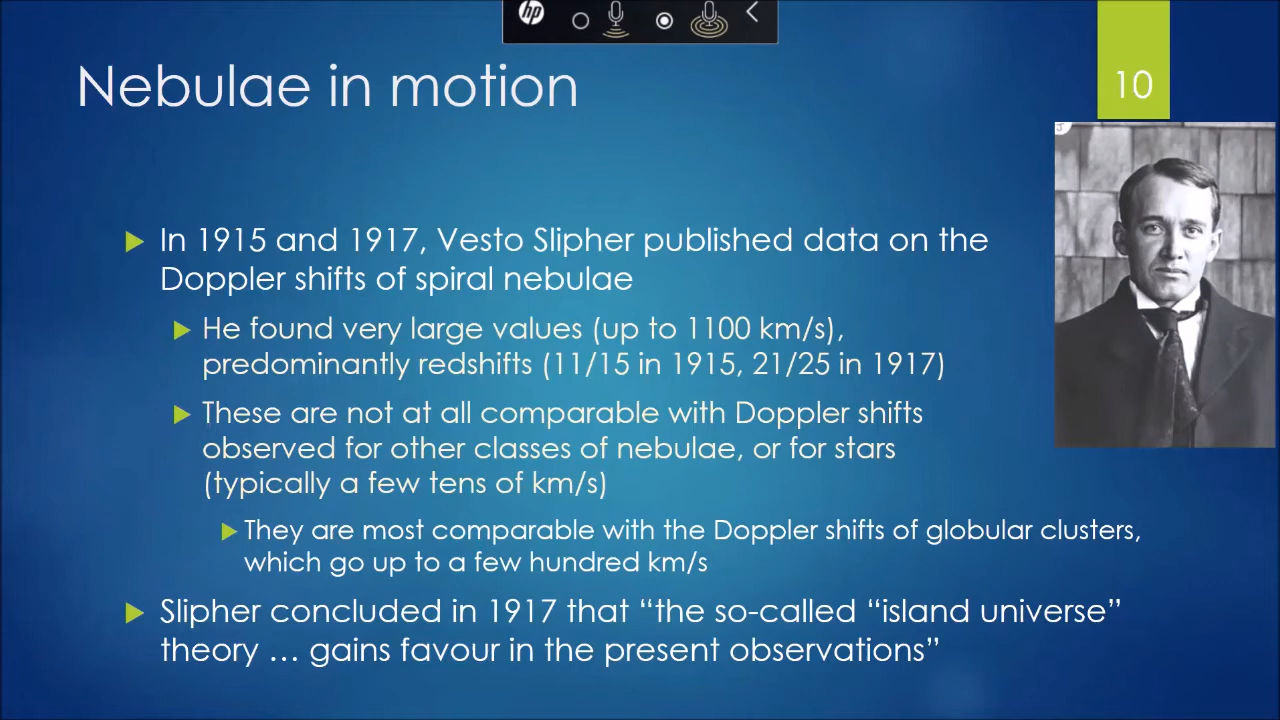 hp
Nebulae in motion
10
In 1915 and 1917, Vesto Slipher published data on the
Doppler shifts of spiral nebulae
He found very large values (up to 1100 km/s),
predominantly redshifts (11/15 in 1915, 21/25 in 1917)
These are not at all comparable with Doppler shifts
observed for other classes of nebulae, or for stars
(typically a few tens of km/s)
They are most comparable with the Doppler shifts of globular clusters,
which go up to a few hundred km/s
Slipher concluded in 1917 that “the so-called “island universe”
theory … gains favour in the present observations”